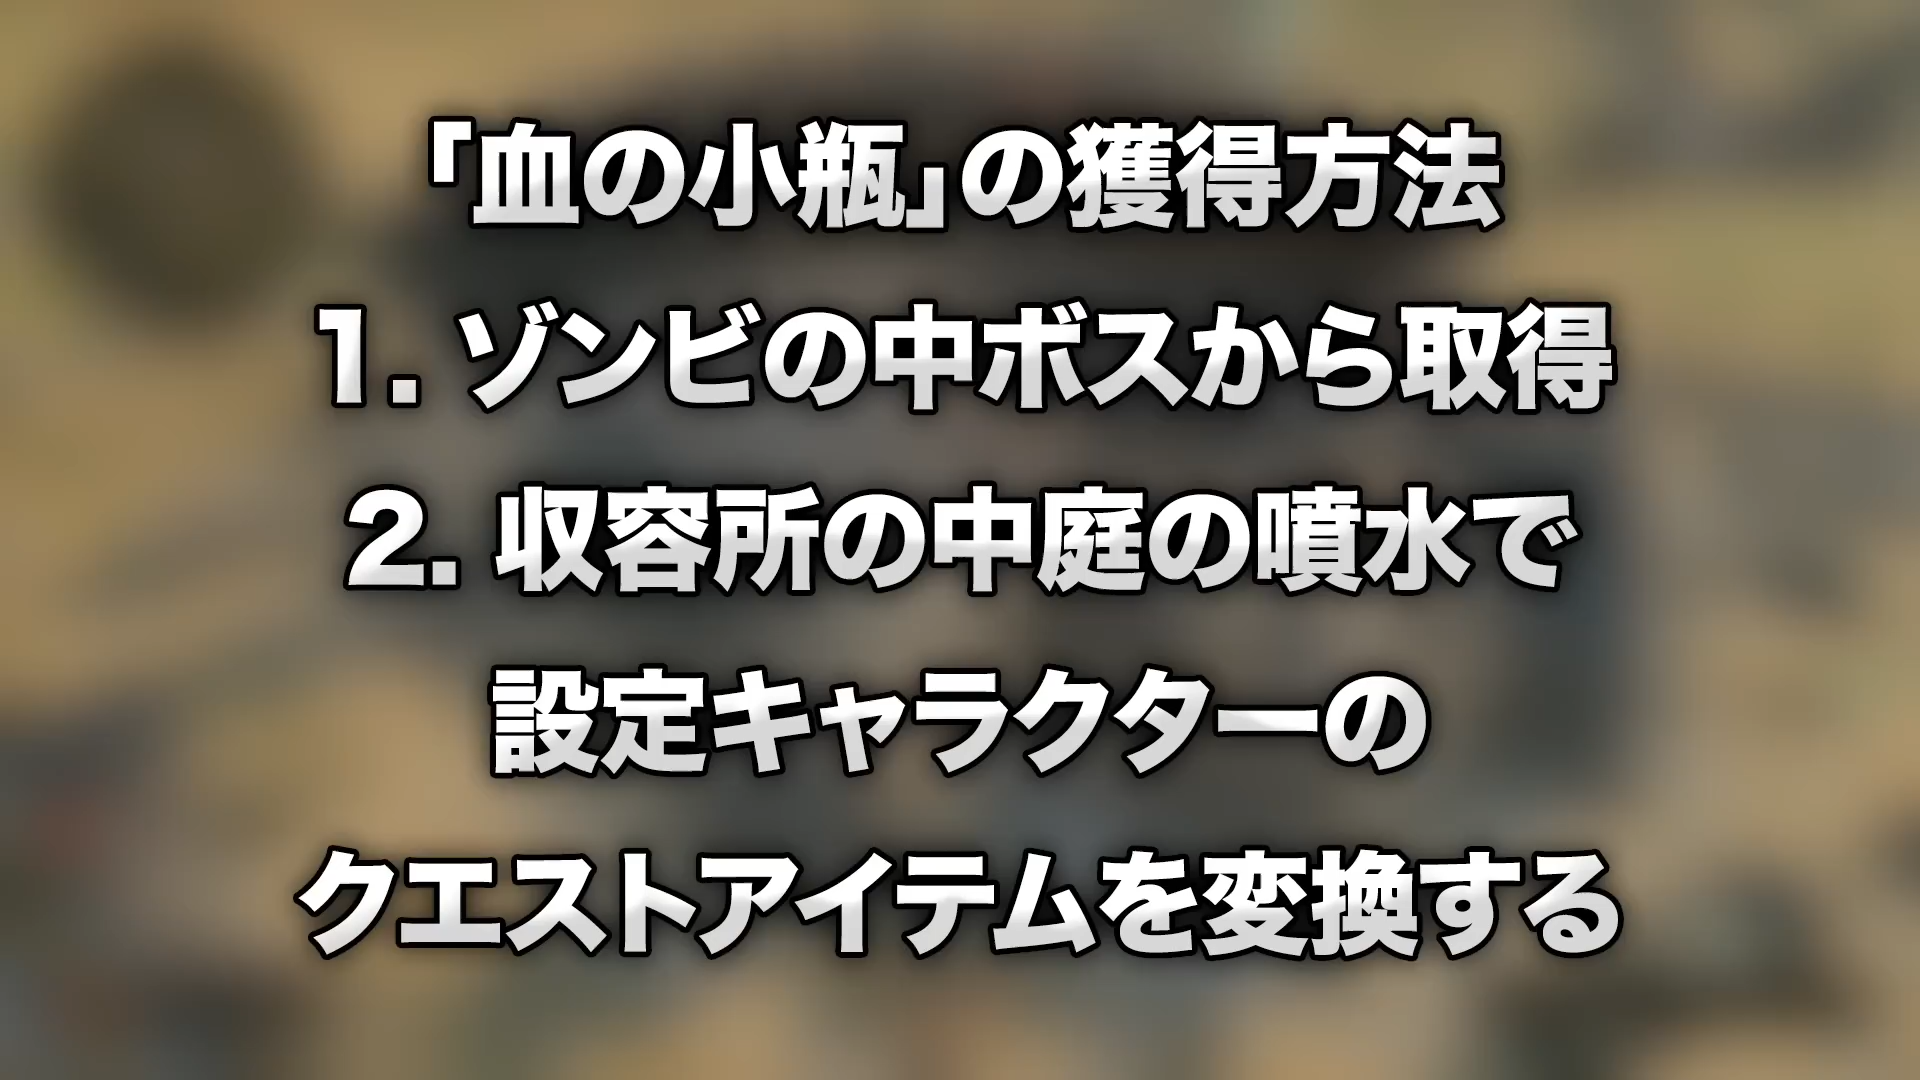 「血の小瓶」の獲得方法
1. ゾンビの中ボスから取得
2. 収容所の中庭の噴水で
設定キャラクターの
クエストアイテムを変換する